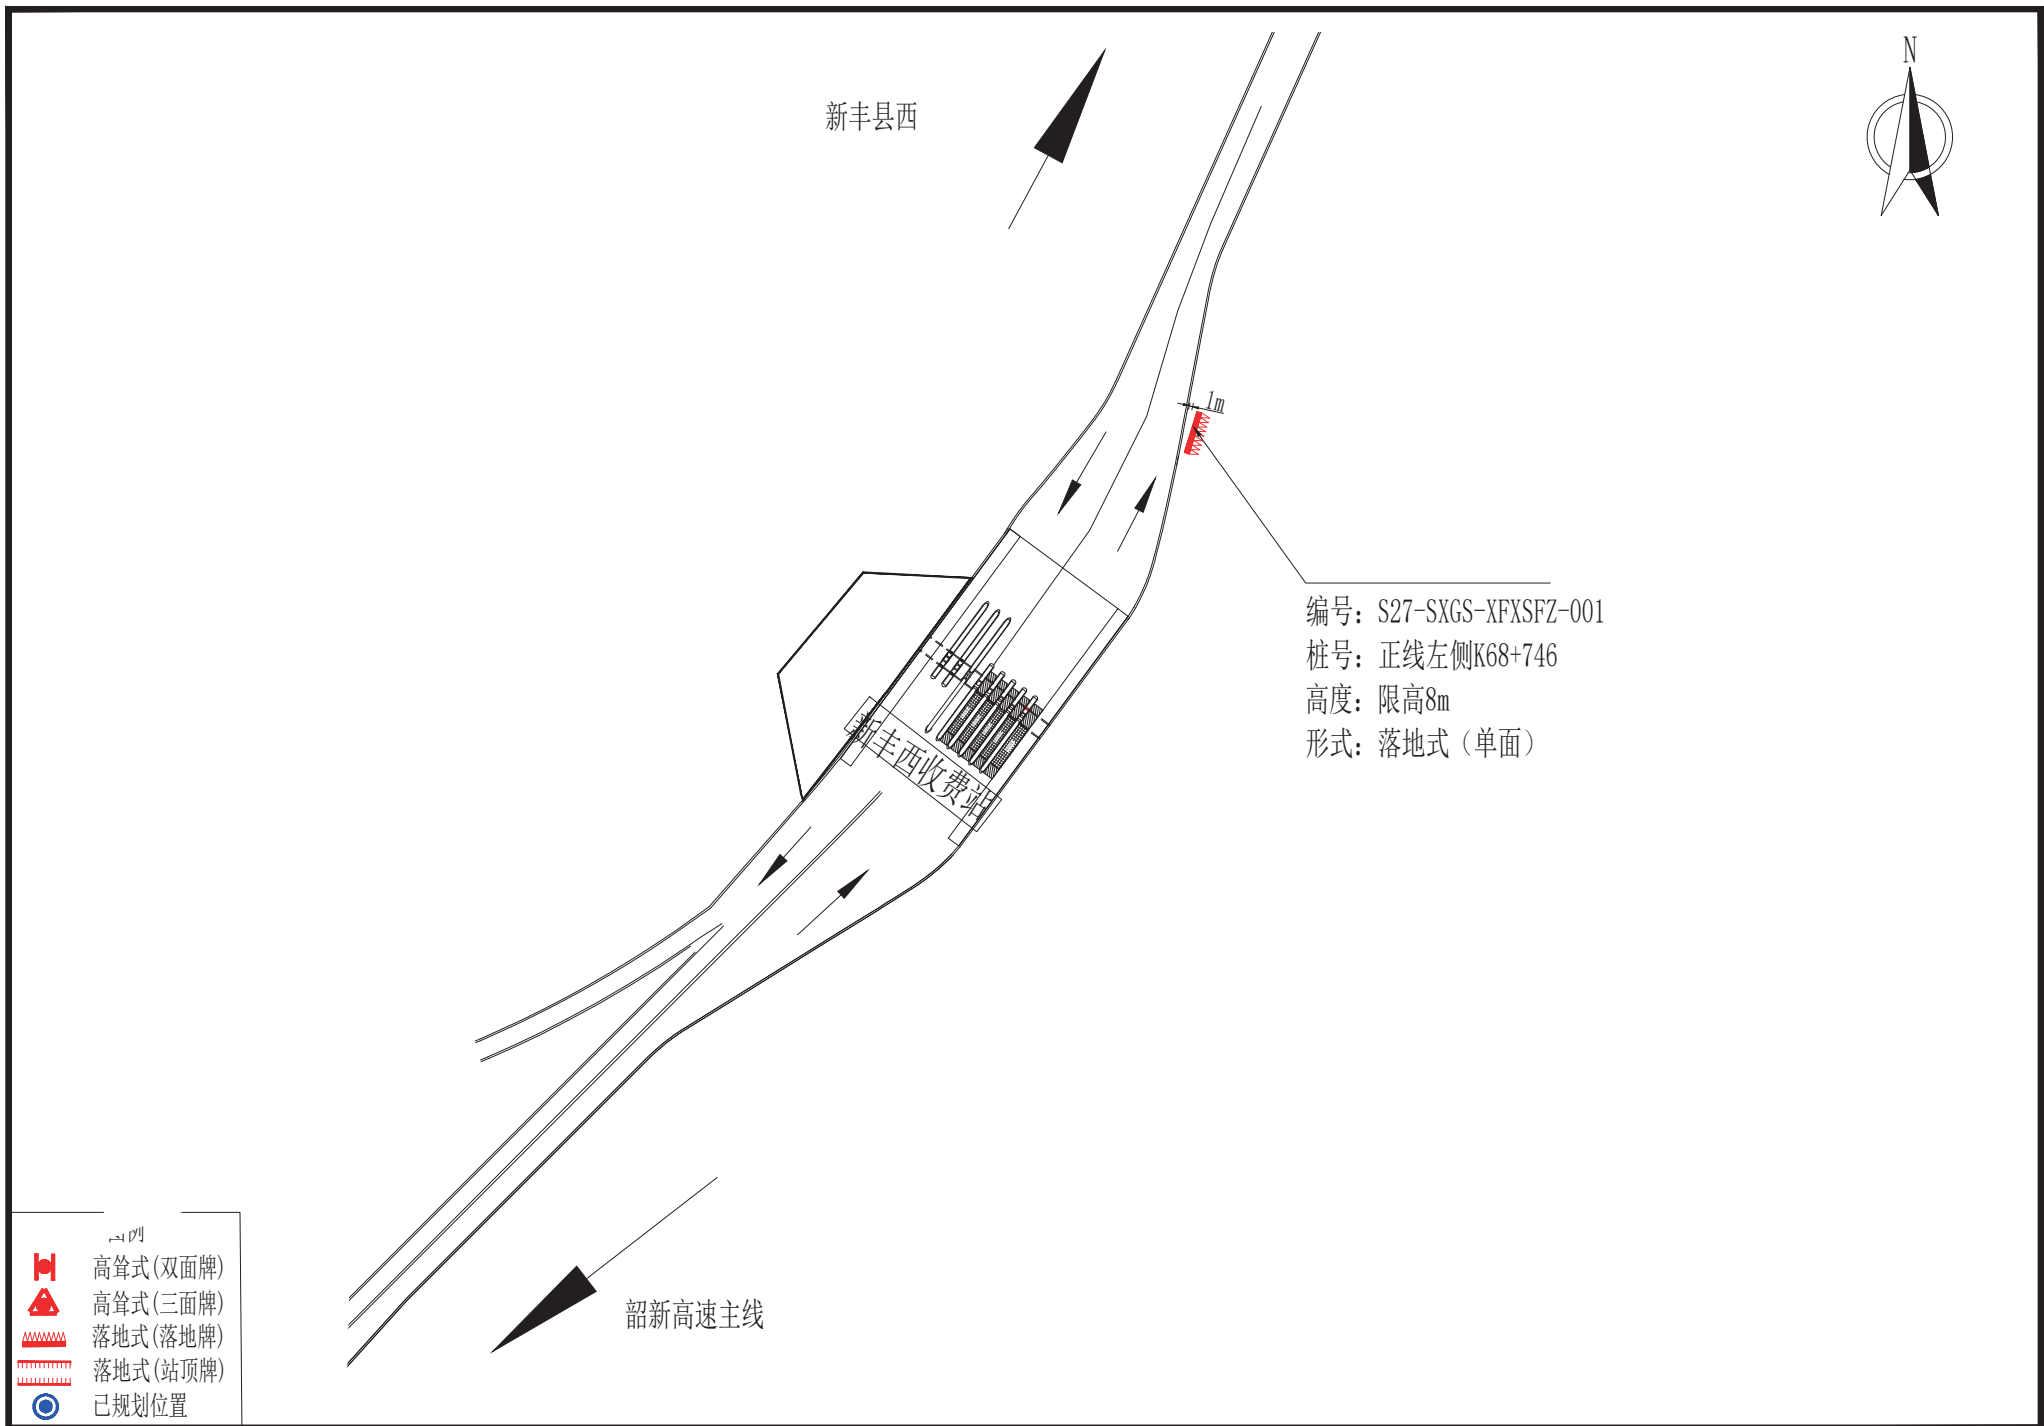 N
新丰县西
1m
编号：S27-SXGS-XFXSFZ-001
桩号：正线左侧K68+746
高度：限高8m
形式：落地式（单面）
新丰西收费站
韶新高速主线
图例
高耸式(双面牌)
高耸式(三面牌)
落地式(落地牌)
落地式(站顶牌)
已规划位置